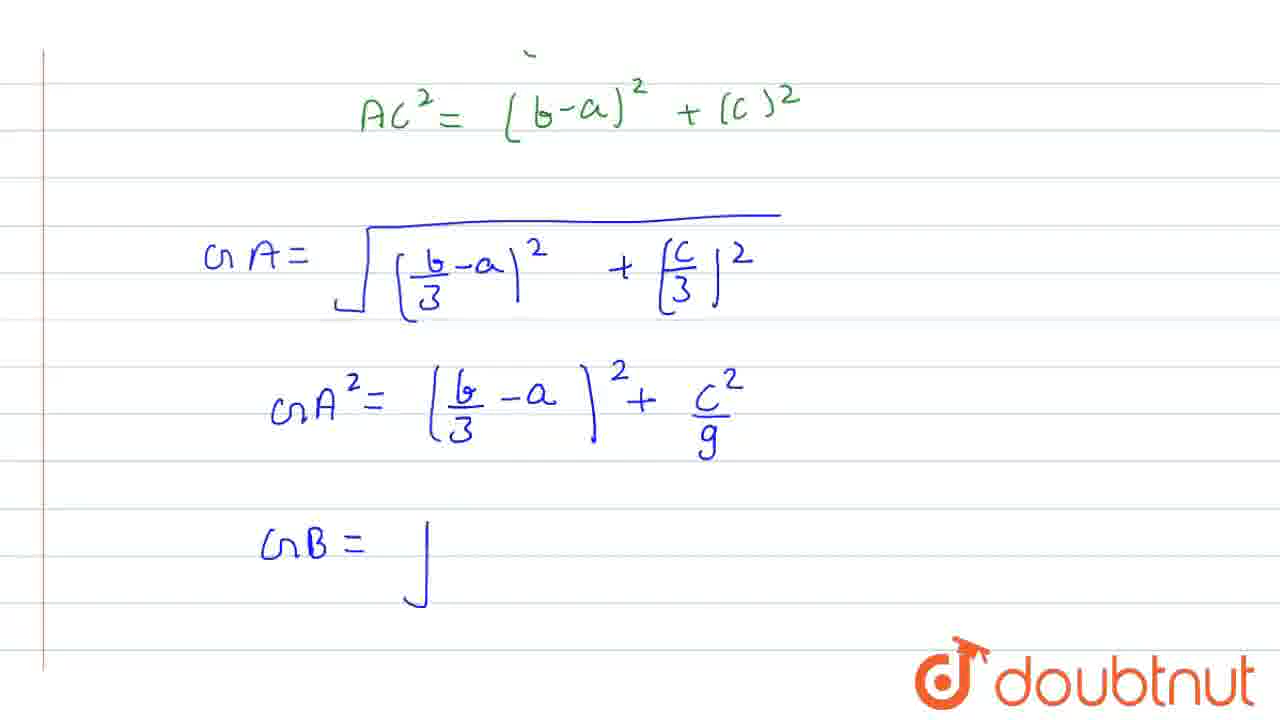 AC² = (b-a)² + (c)²
GA = √((b/3 - a)² + (c/3)²)
GA² = (b/3 - a)² + c²/9
GB = √
doubtnut